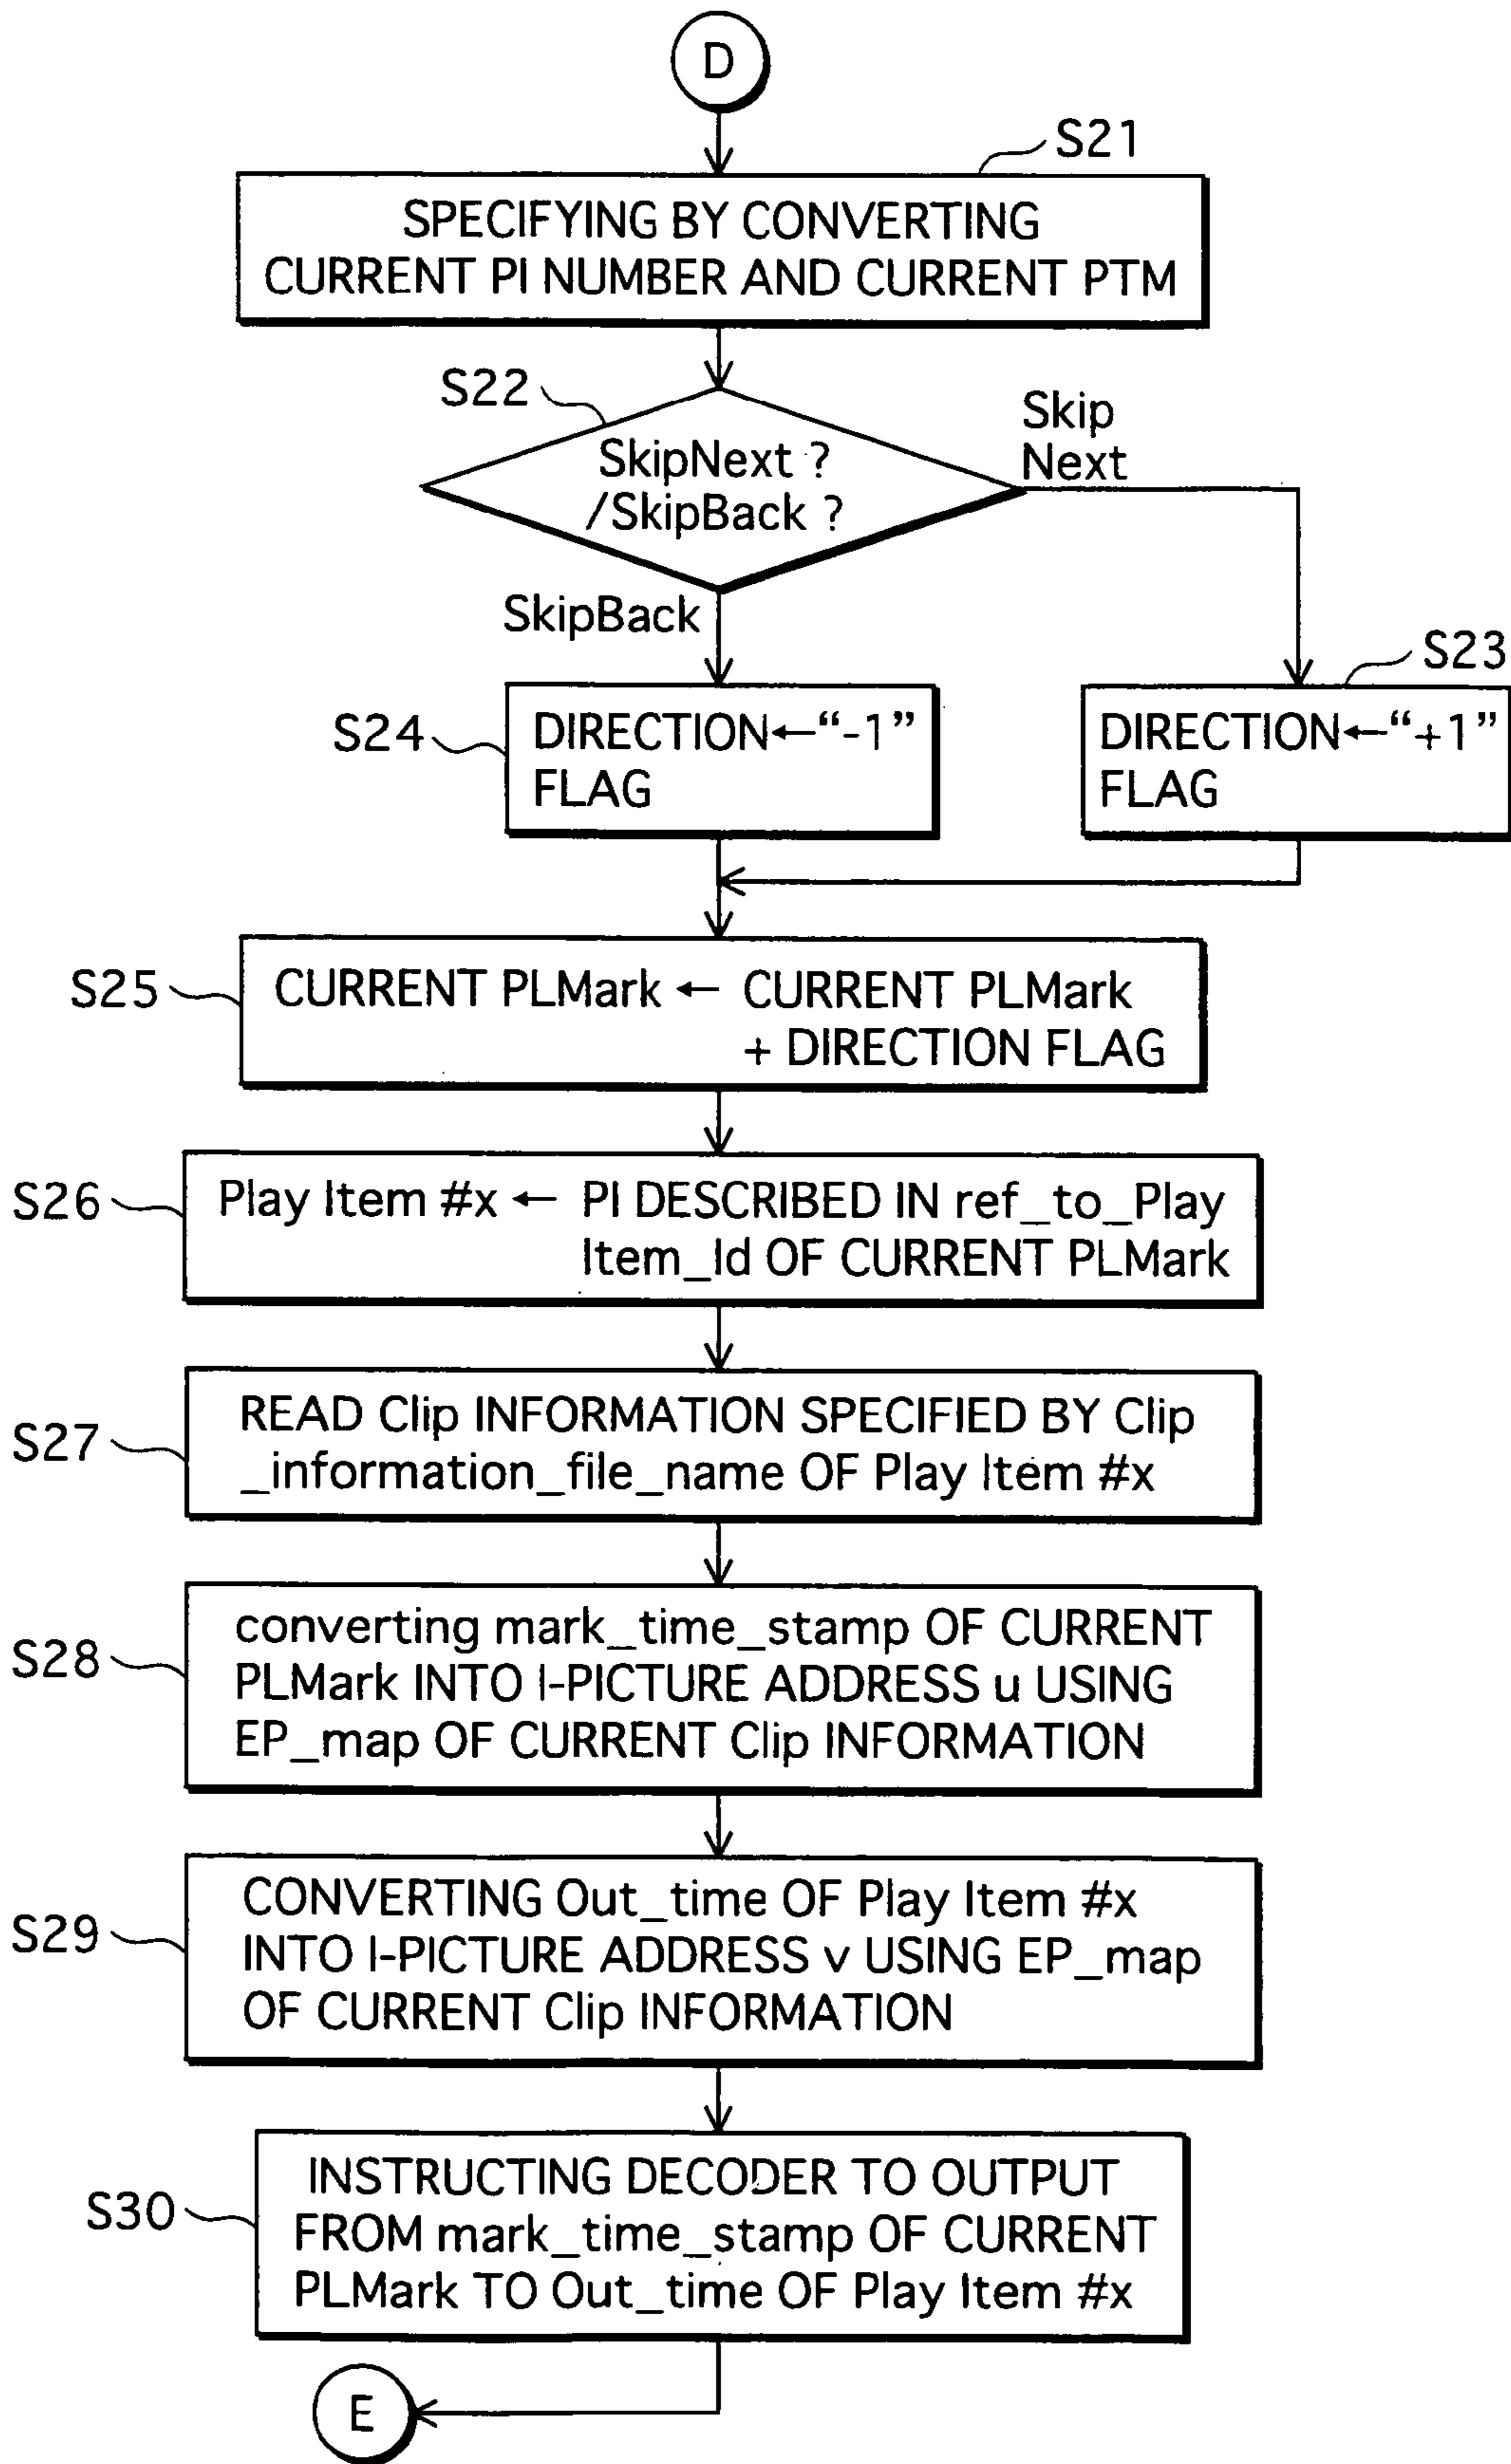 D
S21
SPECIFYING BY CONVERTING
CURRENT PI NUMBER AND CURRENT PTM
S22
SkipNext ?
/SkipBack ?
Skip
Next
SkipBack
S23
S24
DIRECTION←“-1”
FLAG
DIRECTION←“+1”
FLAG
S25
CURRENT PLMark ← CURRENT PLMark
+ DIRECTION FLAG
S26
Play Item #x ← PI DESCRIBED IN ref_to_Play
Item_Id OF CURRENT PLMark
S27
READ Clip INFORMATION SPECIFIED BY Clip
_information_file_name OF Play Item #x
S28
converting mark_time_stamp OF CURRENT
PLMark INTO I-PICTURE ADDRESS u USING
EP_map OF CURRENT Clip INFORMATION
S29
CONVERTING Out_time OF Play Item #x
INTO I-PICTURE ADDRESS v USING EP_map
OF CURRENT Clip INFORMATION
S30
INSTRUCTING DECODER TO OUTPUT
FROM mark_time_stamp OF CURRENT
PLMark TO Out_time OF Play Item #x
E